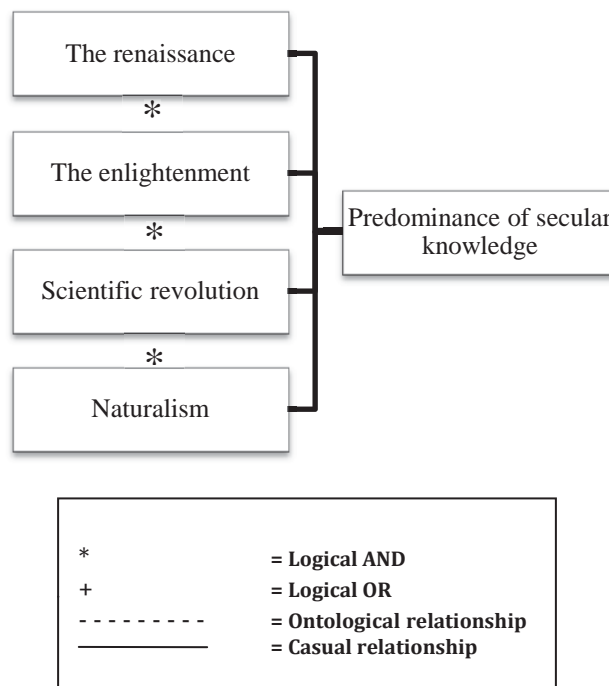 The renaissance
*
The enlightenment
*
Scientific revolution
*
Naturalism
Predominance of secular
knowledge
* = Logical AND
+ = Logical OR
- - - - - - - - - = Ontological relationship
= Casual relationship